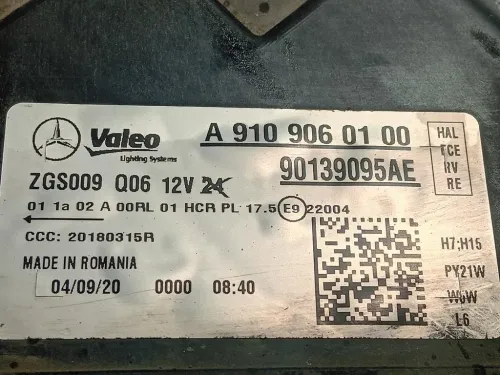 Valeo
Lighting Systems
A 910 906 01 00
90139095AE
HAL
ECE
RV
RE
ZGS009 Q06 12V 24
01 1a 02 A 00RL 01 HCR PL 17.5 E9 22004
CCC: 20180315R
MADE IN ROMANIA
04/09/20 0000 08:40
H7;H15
PY21W
W6W
L6